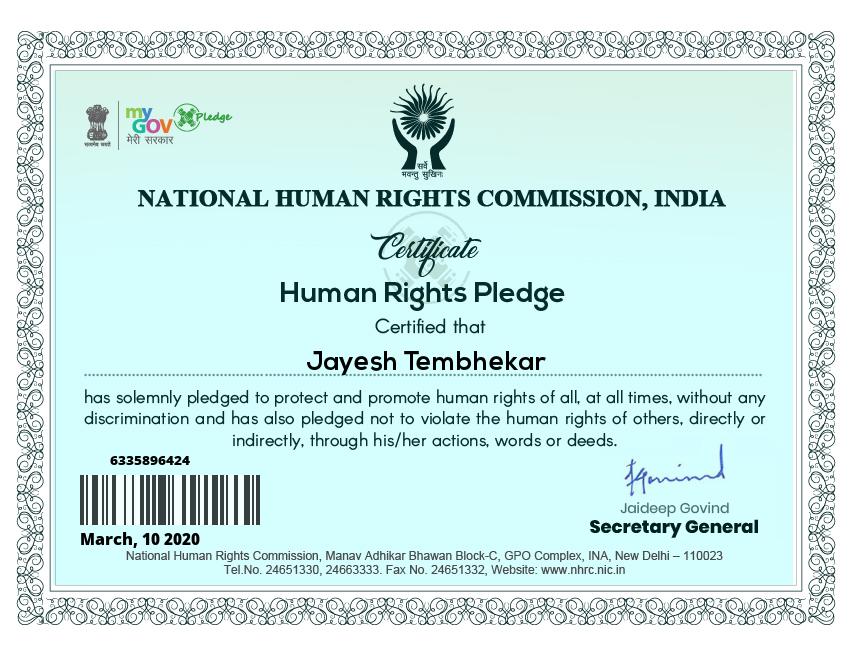 सत्यमेव जयते
my
GOV
मेरी सरकार
Pledge
सर्वे
भवन्तु सुखिनः
NATIONAL HUMAN RIGHTS COMMISSION, INDIA
Certificate
Human Rights Pledge
Certified that
Jayesh Tembhekar
has solemnly pledged to protect and promote human rights of all, at all times, without any
discrimination and has also pledged not to violate the human rights of others, directly or
indirectly, through his/her actions, words or deeds.
6335896424
March, 10 2020
Jaideep Govind
Secretary General
National Human Rights Commission, Manav Adhikar Bhawan Block-C, GPO Complex, INA, New Delhi – 110023
Tel.No. 24651330, 24663333. Fax No. 24651332, Website: www.nhrc.nic.in